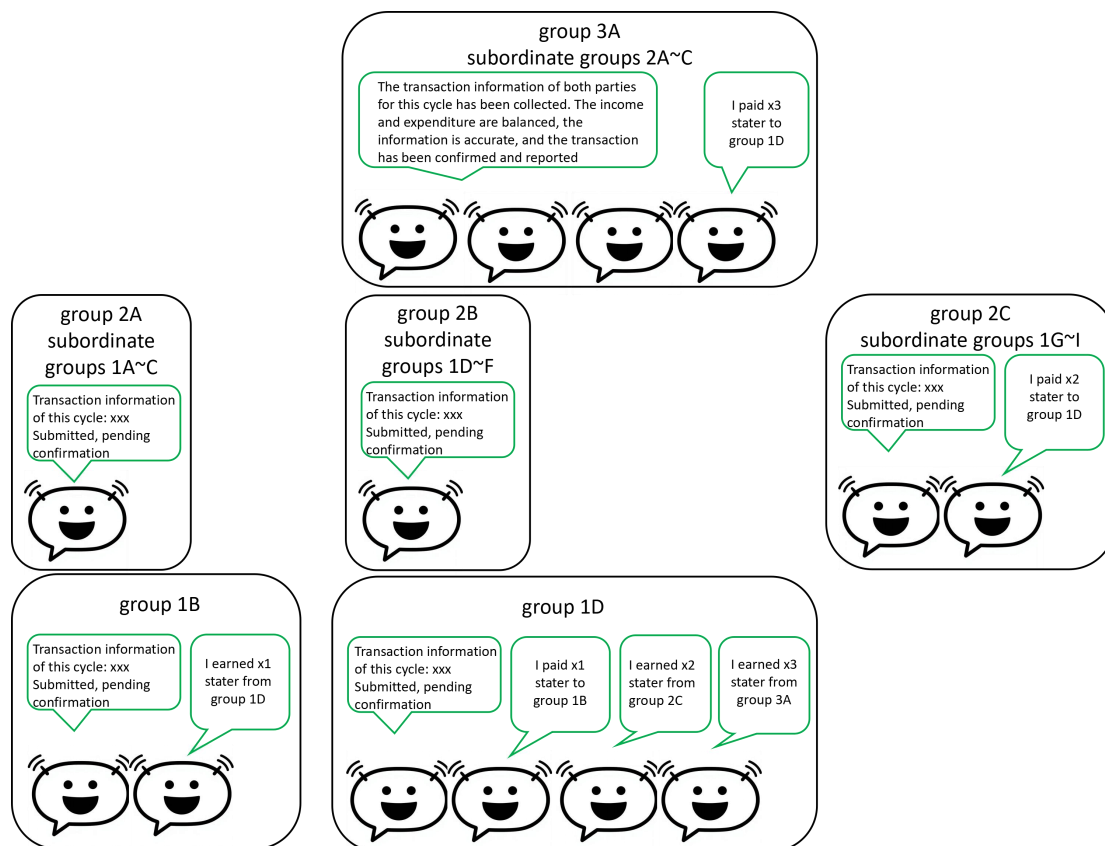 group 3A
subordinate groups 2A~C
The transaction information of both parties
for this cycle has been collected. The income
and expenditure are balanced, the
information is accurate, and the transaction
has been confirmed and reported
I paid x3
stater to
group 1D
group 2A
subordinate
groups 1A~C
Transaction information
of this cycle: xxx
Submitted, pending
confirmation
group 2B
subordinate
groups 1D~F
Transaction information
of this cycle: xxx
Submitted, pending
confirmation
group 2C
subordinate groups 1G~I
Transaction information
of this cycle: xxx
Submitted, pending
confirmation
I paid x2
stater to
group 1D
group 1B
Transaction information
of this cycle: xxx
Submitted, pending
confirmation
I earned x1
stater from
group 1D
group 1D
Transaction information
of this cycle: xxx
Submitted, pending
confirmation
I paid x1
stater to
group 1B
I earned x2
stater from
group 2C
I earned x3
stater from
group 3A